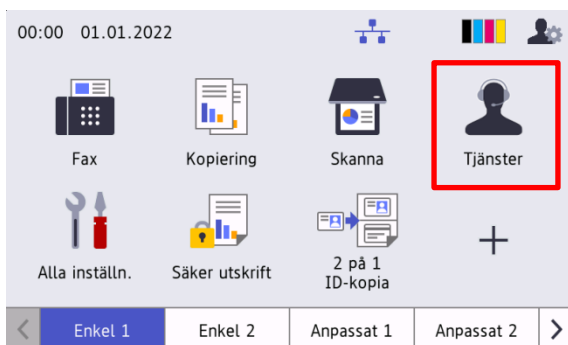 00:00 01.01.2022
Fax
Kopiering
Skanna
Tjänster
Alla inställn.
Säker utskrift
2 på 1
ID-kopia
Enkel 1
Enkel 2
Anpassat 1
Anpassat 2